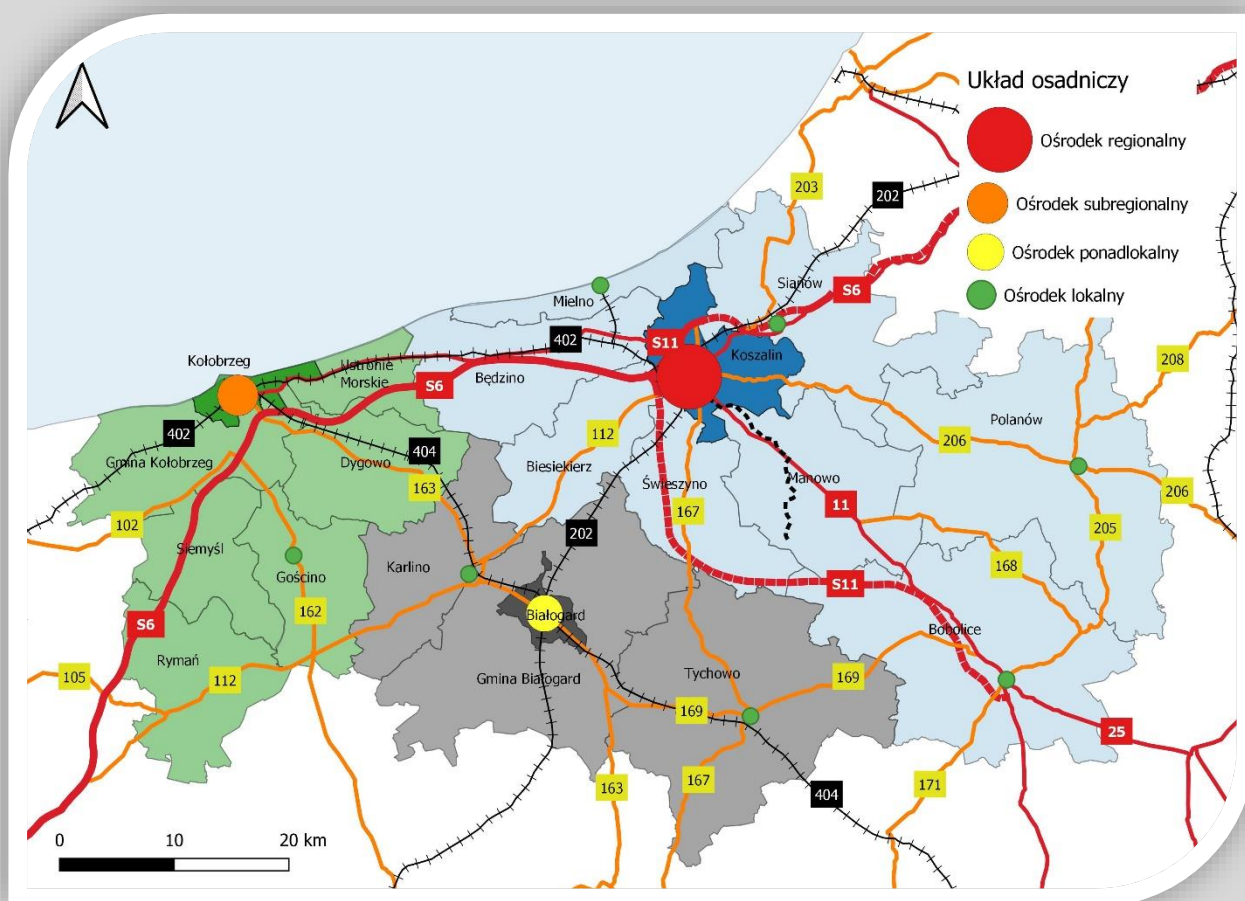 Układ osadniczy
Ośrodek regionalny
Ośrodek subregionalny
Ośrodek ponadlokalny
Ośrodek lokalny
203
202
Sianów
S6
Mielno
402
S11
Koszalin
Kołobrzeg
Ustronie
Morskie
S6
Będzino
208
Polanów
402
404
112
206
Gmina Kołobrzeg
Dygowo
163
Biesiekierz
Świeszyno
Manowo
206
102
167
11
205
202
Siemyśl
Gościno
Karlino
168
S11
162
Białogard
S6
Bobolice
Rymań
105
112
Gmina Białogard
Tychowo
169
169
25
163
167
404
171
0
10
20 km